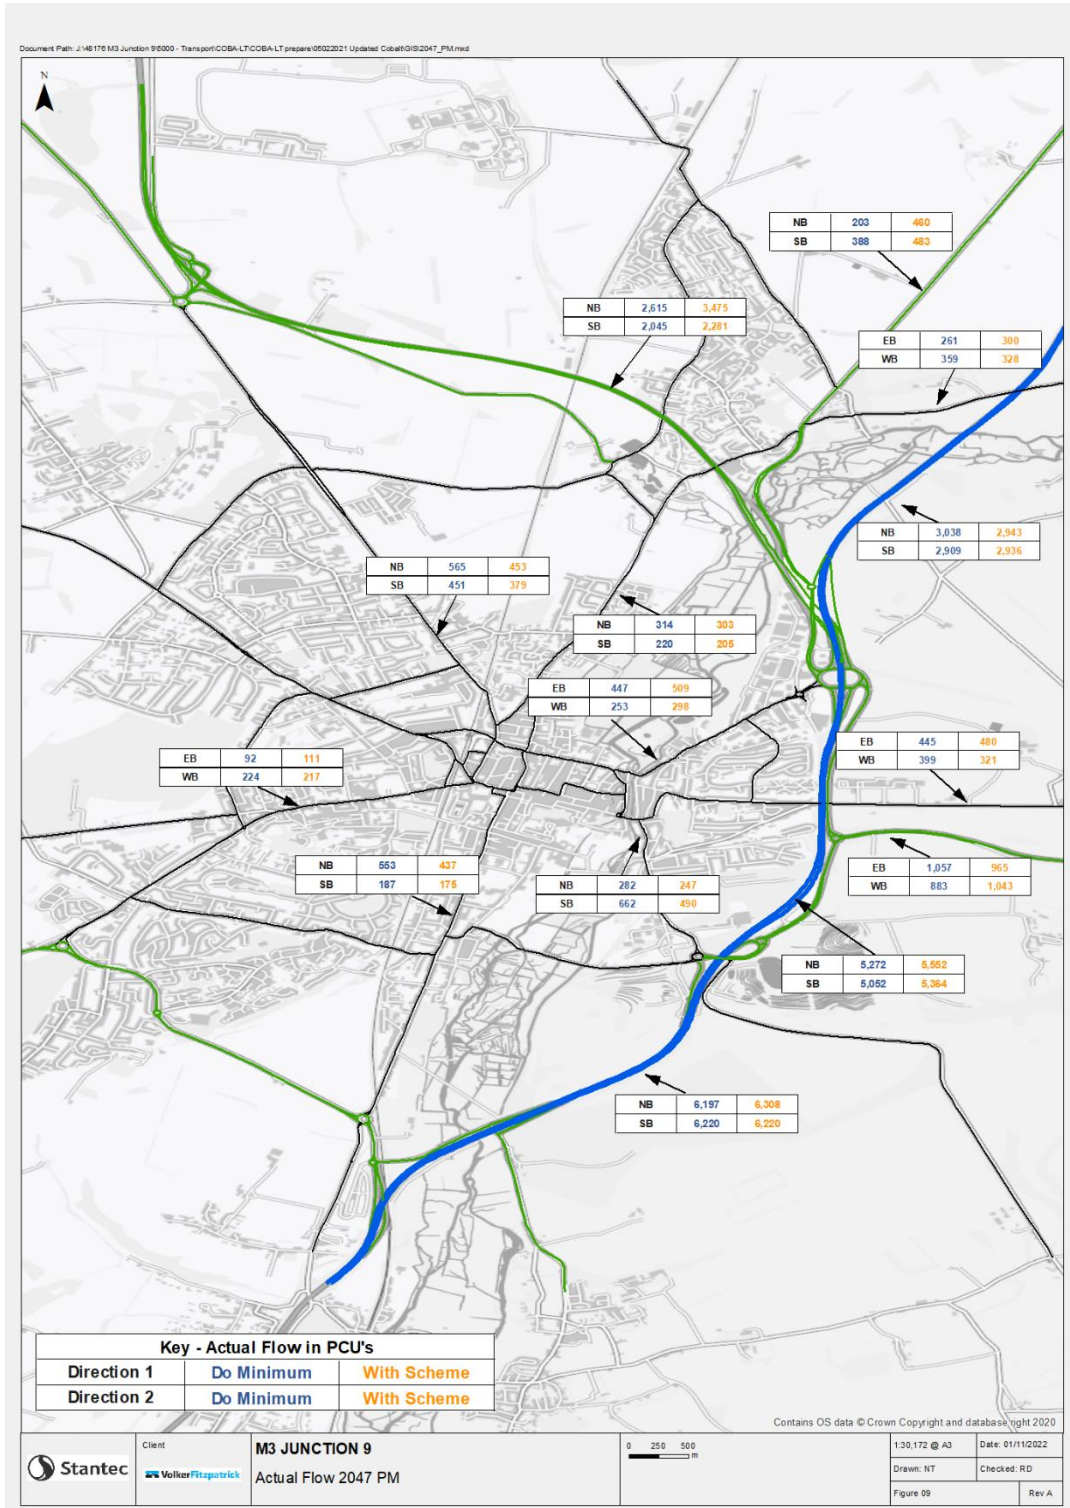 Document Path: J:\48176 M3 Junction 9\5000 - Transport\COBA-LT\COBA-LT prepare\05022021 Updated Cobalt\GIS\2047_PM.mxd
N
NB 203 460
SB 388 483
NB 2,615 3,475
SB 2,045 2,281
EB 261 300
WB 359 328
NB 3,038 2,943
SB 2,909 2,936
NB 565 453
SB 451 379
NB 314 303
SB 220 205
EB 447 509
WB 253 298
EB 92 111
WB 224 217
EB 445 480
WB 399 321
NB 553 437
SB 187 175
NB 282 247
SB 662 490
EB 1,057 965
WB 883 1,043
NB 5,272 5,552
SB 5,052 5,364
NB 6,197 6,308
SB 6,220 6,220
Key - Actual Flow in PCU's
Direction 1 Do Minimum With Scheme
Direction 2 Do Minimum With Scheme
Contains OS data © Crown Copyright and database right 2020
Stantec
Client
VolkerFitzpatrick
M3 JUNCTION 9
Actual Flow 2047 PM
0 250 500
m
1:30,172 @ A3 Date: 01/11/2022
Drawn: NT Checked: RD
Figure 09 Rev A